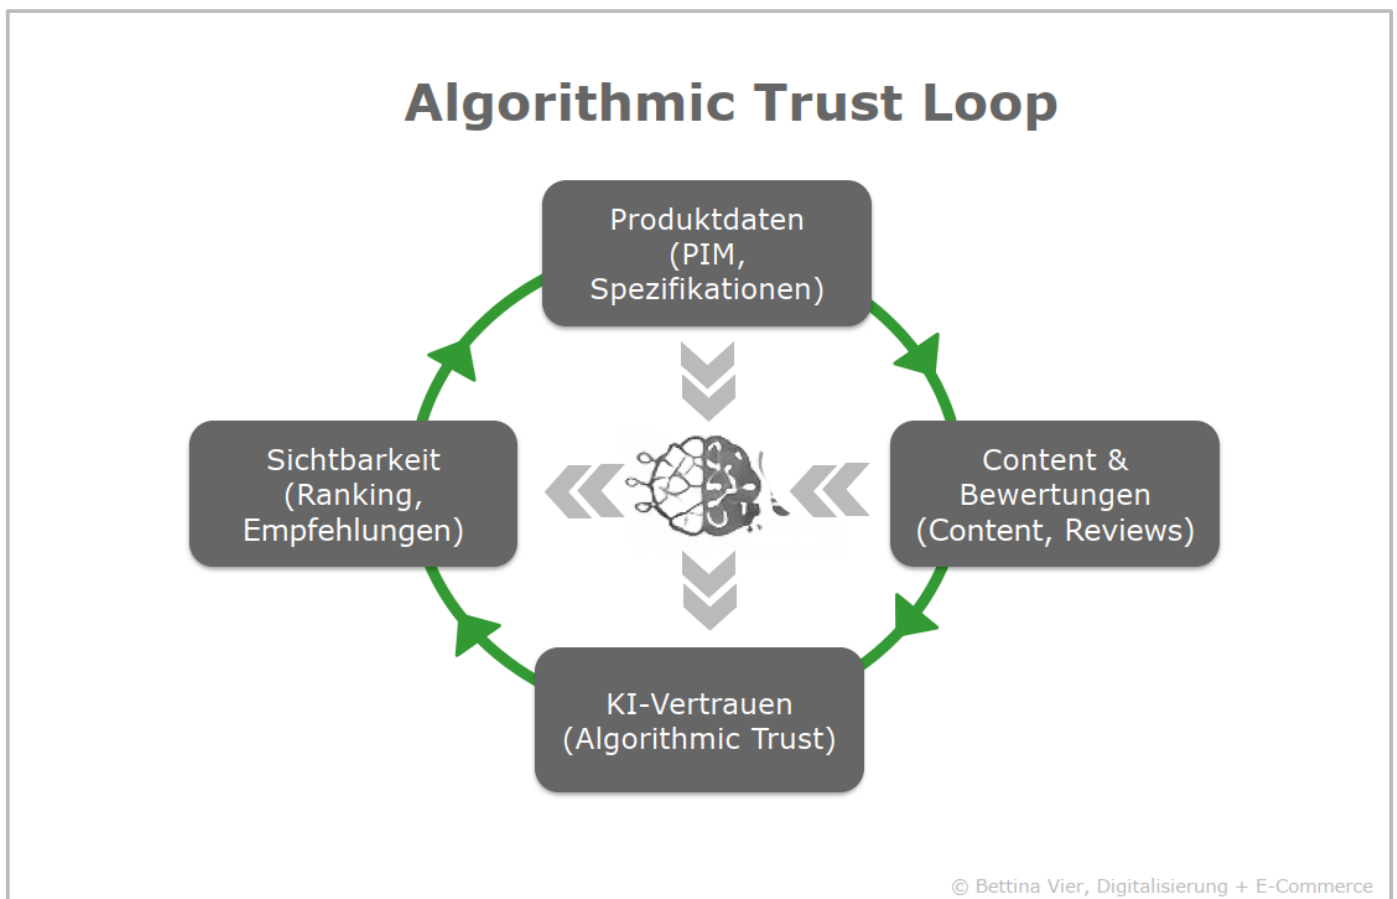 Algorithmic Trust Loop
Produktdaten
(PIM,
Spezifikationen)
Sichtbarkeit
(Ranking,
Empfehlungen)
Content &
Bewertungen
(Content, Reviews)
KI-Vertrauen
(Algorithmic Trust)
© Bettina Vier, Digitalisierung + E-Commerce